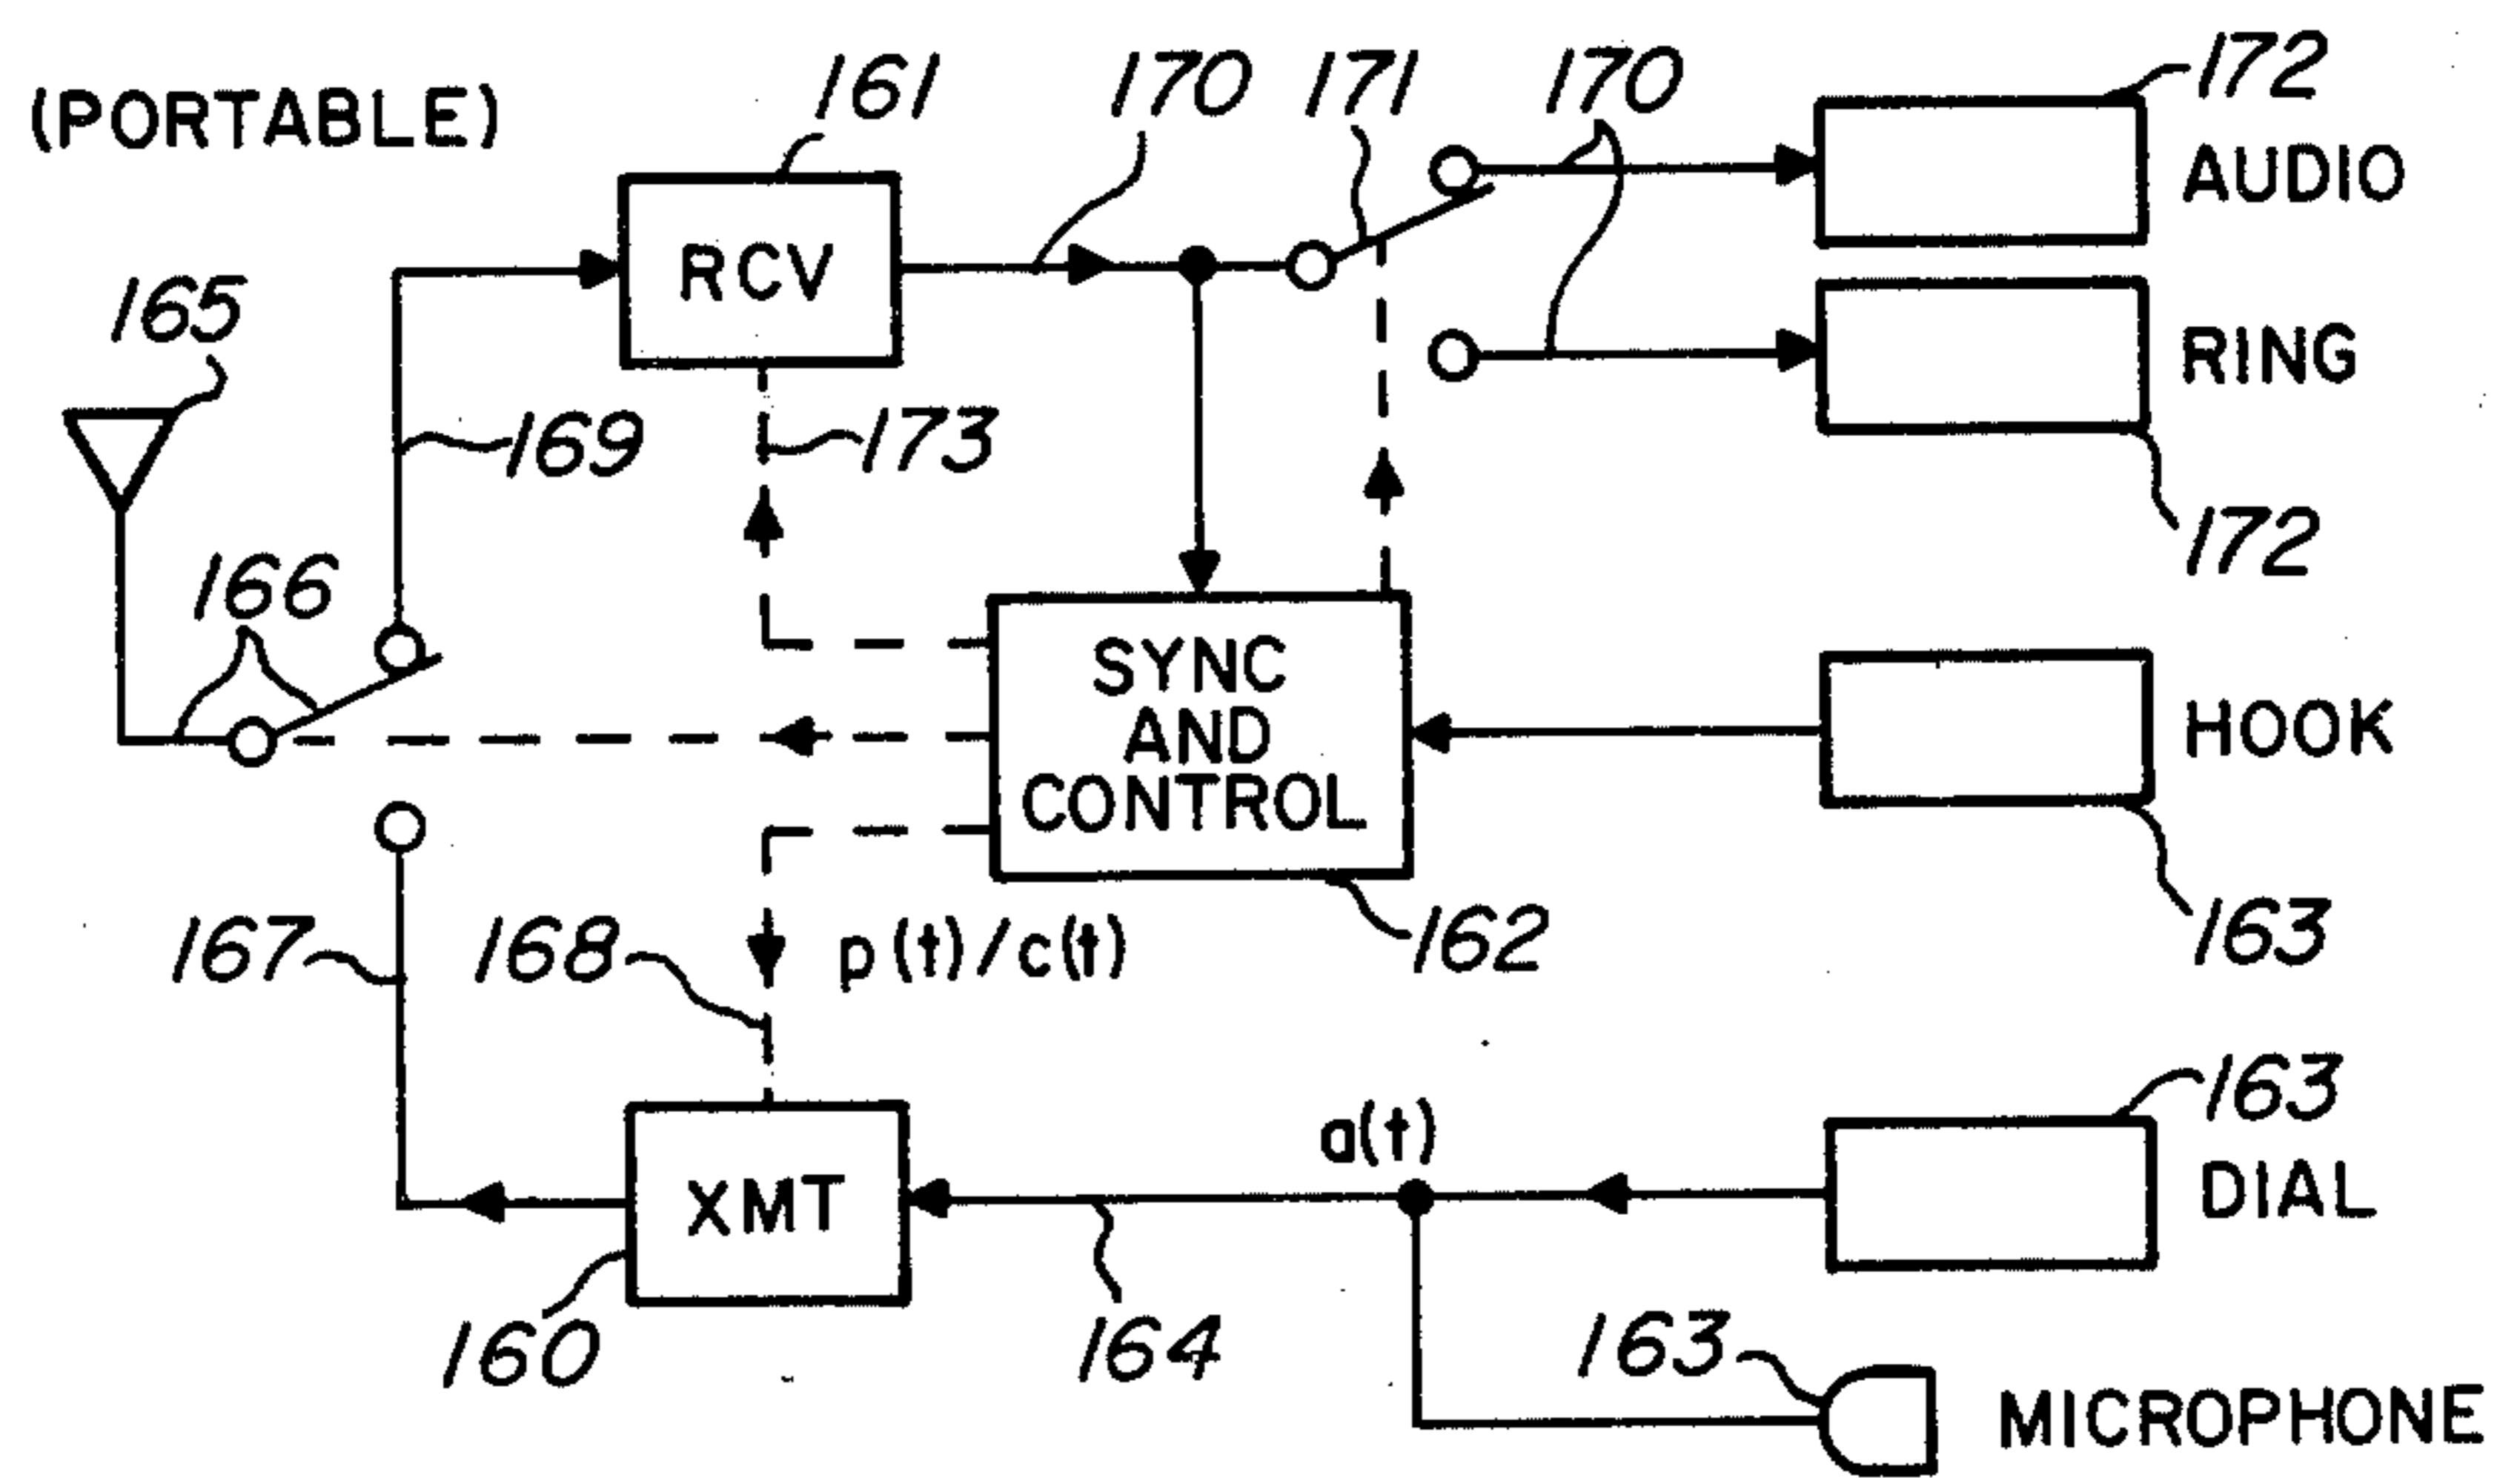 (PORTABLE)
161
170
171
170
172
AUDIO
RCV
165
RING
169
173
172
166
SYNC
AND
CONTROL
HOOK
167
168
p(t)/c(t)
162
163
163
a(t)
DIAL
XMT
160
164
163
MICROPHONE